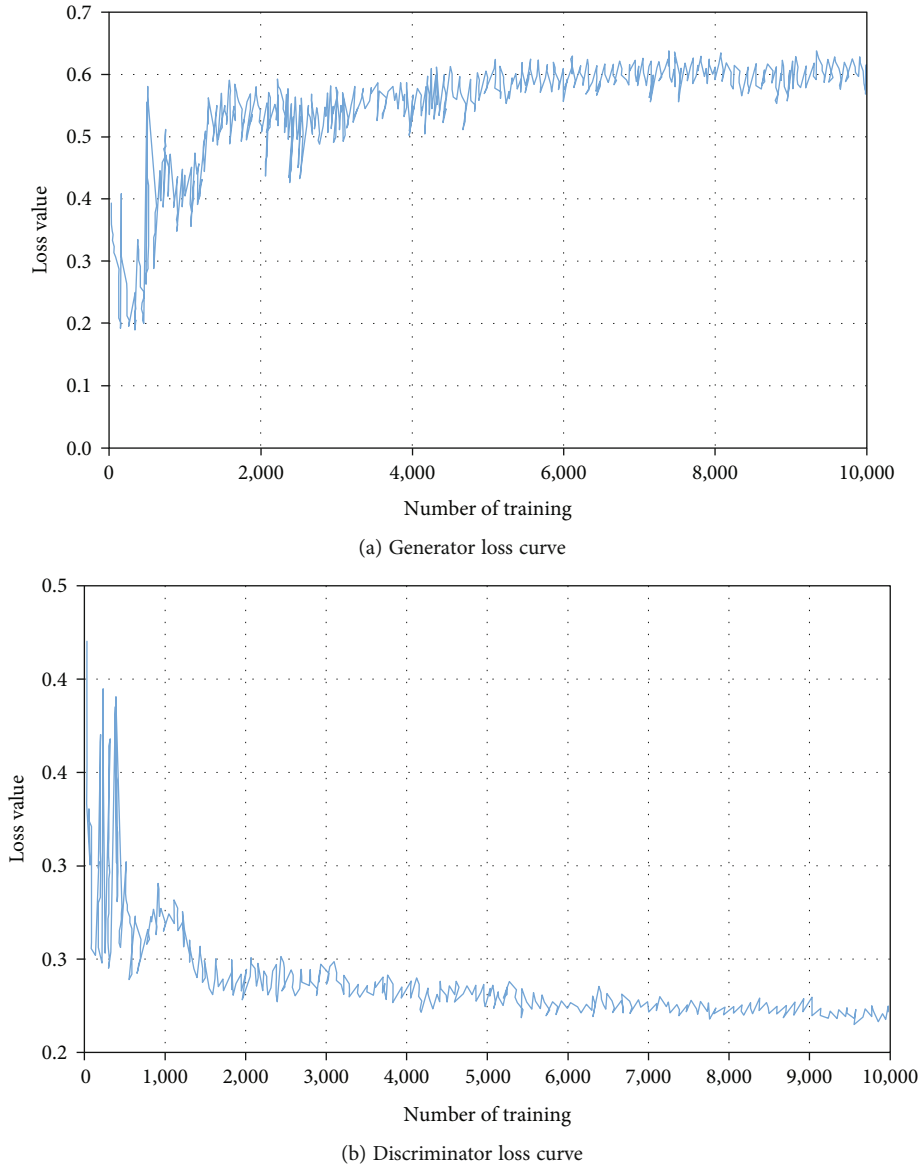 0.7
0.6
0.5
0.4
0.3
0.2
0.1
0.0
Loss value
0 2,000 4,000 6,000 8,000 10,000
Number of training
(a) Generator loss curve
0.5
0.4
0.4
0.3
0.3
0.2
Loss value
0 1,000 2,000 3,000 4,000 5,000 6,000 7,000 8,000 9,000 10,000
Number of training
(b) Discriminator loss curve